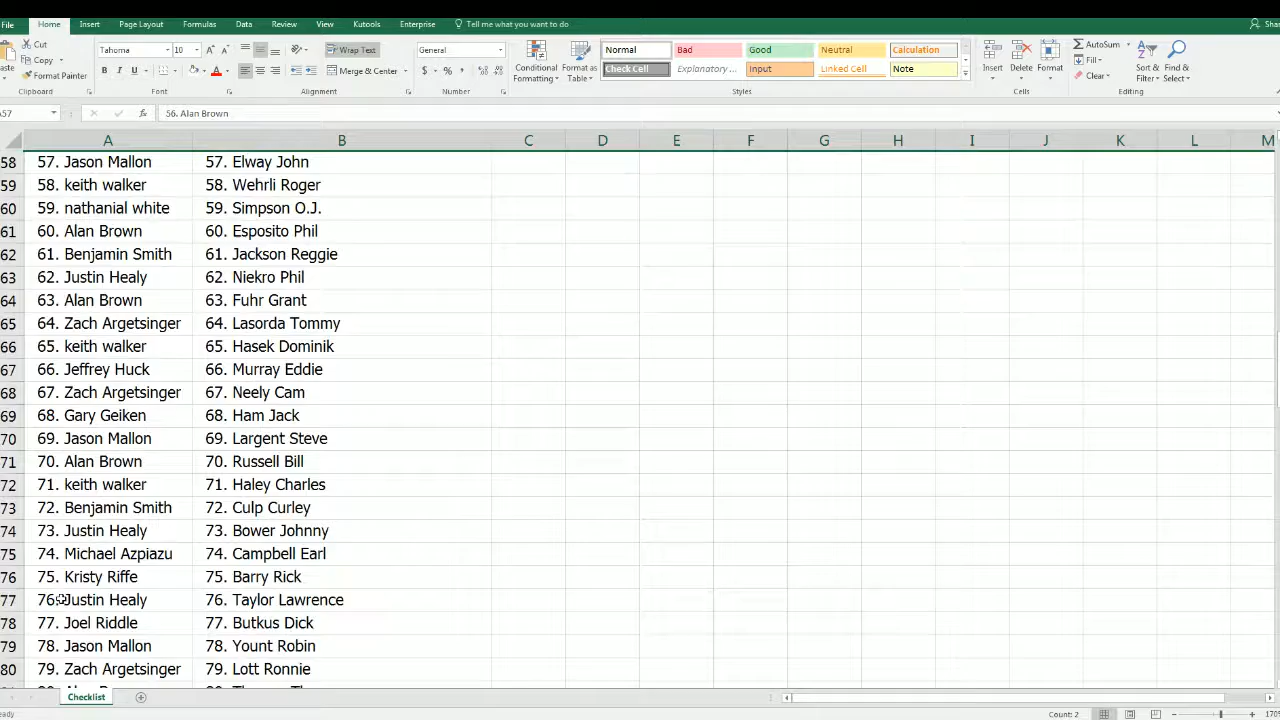 File Home Insert Page Layout Formulas Data Review View Kutools Enterprise Tell me what you want to do
Cut Tahoma 10 Wrap Text General Normal Bad Good Neutral Calculation AutoSum
Copy Conditional Format as Check Cell Explanatory ... Input Linked Cell Note Insert Delete Format Fill Sort & Find &
Format Painter Merge & Center Formatting Table Clear Filter Select
Clipboard Font Alignment Number Styles Cells Editing
56. Alan Brown
A B C D E F G H I J K L M
58 57. Jason Mallon 57. Elway John
59 58. keith walker 58. Wehrli Roger
60 59. nathanial white 59. Simpson O.J.
61 60. Alan Brown 60. Esposito Phil
62 61. Benjamin Smith 61. Jackson Reggie
63 62. Justin Healy 62. Niekro Phil
64 63. Alan Brown 63. Fuhr Grant
65 64. Zach Argetsinger 64. Lasorda Tommy
66 65. keith walker 65. Hasek Dominik
67 66. Jeffrey Huck 66. Murray Eddie
68 67. Zach Argetsinger 67. Neely Cam
69 68. Gary Geiken 68. Ham Jack
70 69. Jason Mallon 69. Largent Steve
71 70. Alan Brown 70. Russell Bill
72 71. keith walker 71. Haley Charles
73 72. Benjamin Smith 72. Culp Curley
74 73. Justin Healy 73. Bower Johnny
75 74. Michael Azpiazu 74. Campbell Earl
76 75. Kristy Riffe 75. Barry Rick
77 76. Justin Healy 76. Taylor Lawrence
78 77. Joel Riddle 77. Butkus Dick
79 78. Jason Mallon 78. Yount Robin
80 79. Zach Argetsinger 79. Lott Ronnie
Checklist
Count: 2